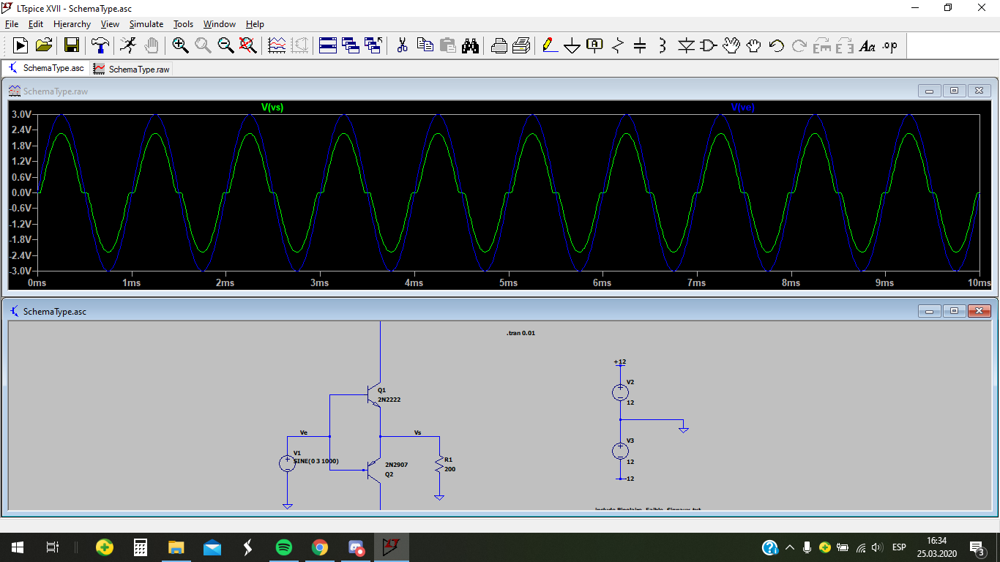 LTspice XVII - SchemaType.asc
File Edit Hierarchy View Simulate Tools Window Help
SchemaType.asc SchemaType.raw
SchemaType.raw
V(vs) V(ve)
3.0V
2.4V
1.8V
1.2V
0.6V
0.0V
-0.6V
-1.2V
-1.8V
-2.4V
-3.0V
0ms 1ms 2ms 3ms 4ms 5ms 6ms 7ms 8ms 9ms 10ms
SchemaType.asc
.tran 0.01
+12
V2
12
Q1
2N2222
Ve
Vs
V1
SINE(0 3 1000)
2N2907
Q2
R1
200
V3
12
-12
.include Bipolaire_Faible_Signaux.txt
ESP
16:34
25.03.2020
3